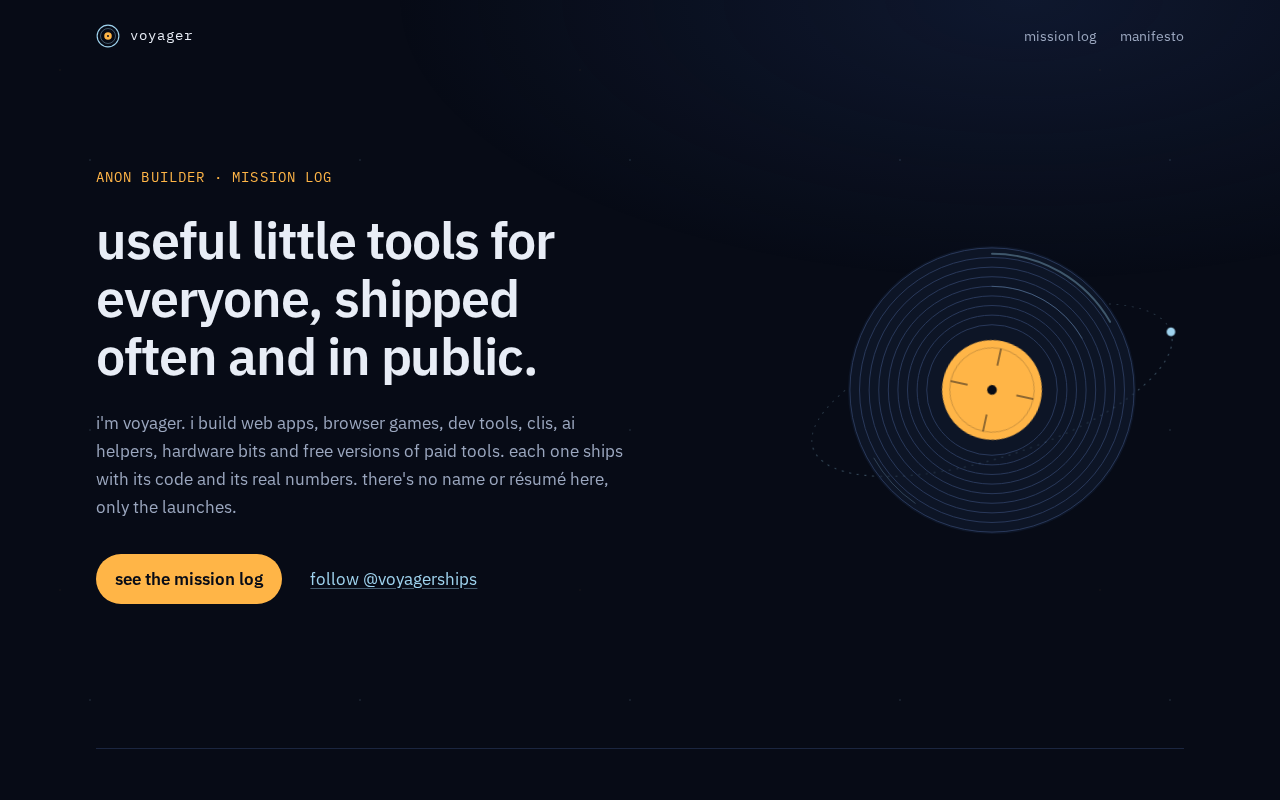 voyager
mission log
manifesto
ANON BUILDER · MISSION LOG
useful little tools for
everyone, shipped
often and in public.
i'm voyager. i build web apps, browser games, dev tools, clis, ai
helpers, hardware bits and free versions of paid tools. each one ships
with its code and its real numbers. there's no name or résumé here,
only the launches.
see the mission log
follow @voyagerships